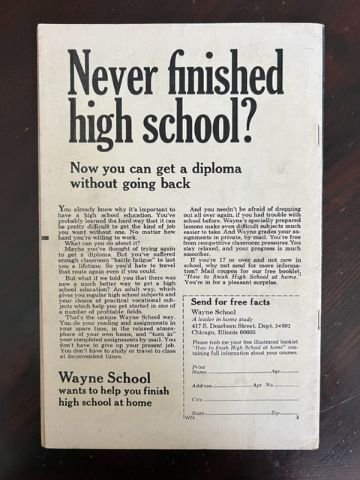 Never finished
high school?
Now you can get a diploma
without going back
You already know why it's important to
have a high school education. You've
probably learned the hard way that it can
be pretty difficult to get the kind of job
you want without one. No matter how
hard you're willing to work.
What can you do about it?
Maybe you've thought of trying again
to get a diploma. But you've suffered
enough classroom "battle fatigue" to last
you a lifetime. So you'd hate to travel
that route again even if you could.
But what if we told you that there was
now a much better way to get a high
school education? An adult way, which
gives you regular high school subjects and
your choice of practical vocational sub-
jects which help you get started in one of
a number of profitable fields.
That's the unique Wayne School way.
You do your reading and assignments in
your spare time, in the relaxed atmos-
phere of your own home, and "turn in"
your completed assignments by mail. You
don't have to give up your present job.
You don't have to study or travel to class
at inconvenient times.
Wayne School
wants to help you finish
high school at home
And you needn't be afraid of dropping
out all over again, if you had trouble with
school before. Wayne's specially prepared
lessons make even difficult subjects much
easier to take. And Wayne grades your as-
signments in private, by mail. You're free
from competitive classroom pressures. You
stay relaxed, and your progress is much
smoother.
If you're 17 or over and not now in
school, why not send for more informa-
tion? Mail coupon for our free booklet,
"How to Finish High School at home."
You're in for a pleasant surprise.
Send for free facts
Wayne School
A leader in home study
417 S. Dearborn Street. Dept. 54001
Chicago, Illinois 60605
Please rush me your free illustrated booklet
"How to finish High School at home" con-
taining full information about your courses.
Print
Name Age
Address Apt No
City
State Zip
3